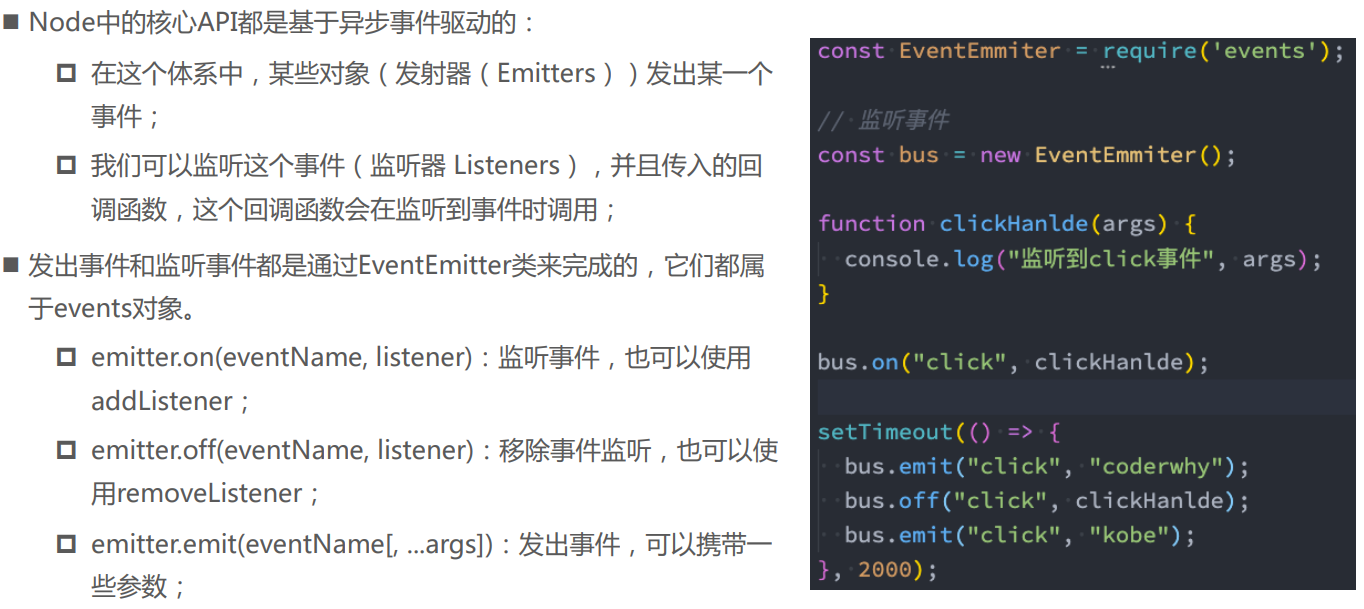 ■ Node中的核心API都是基于异步事件驱动的：
在这个体系中，某些对象（发射器（Emitters））发出某一个
事件；
我们可以监听这个事件（监听器 Listeners），并且传入的回
调函数，这个回调函数会在监听到事件时调用；
■ 发出事件和监听事件都是通过EventEmitter类来完成的，它们都属
于events对象。
emitter.on(eventName, listener)：监听事件，也可以使用
addListener；
emitter.off(eventName, listener)：移除事件监听，也可以使
用removeListener；
emitter.emit(eventName[, ...args])：发出事件，可以携带一
些参数；
const EventEmmiter = require('events');
// 监听事件
const bus = new EventEmmiter();
function clickHanlde(args) {
console.log("监听到click事件", args);
}
bus.on("click", clickHanlde);
setTimeout(() => {
bus.emit("click", "coderwhy");
bus.off("click", clickHanlde);
bus.emit("click", "kobe");
}, 2000);